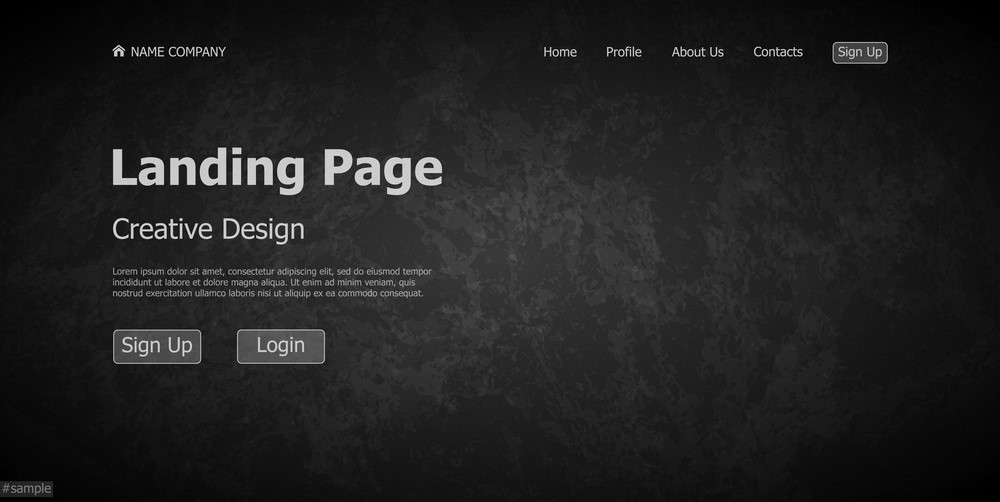 NAME COMPANY
Home Profile About Us Contacts Sign Up
Landing Page
Creative Design
Lorem ipsum dolor sit amet, consectetur adipiscing elit, sed do eiusmod tempor
incididunt ut labore et dolore magna aliqua. Ut enim ad minim veniam, quis
nostrud exercitation ullamco laboris nisi ut aliquip ex ea commodo consequat.
Sign Up Login
#sample